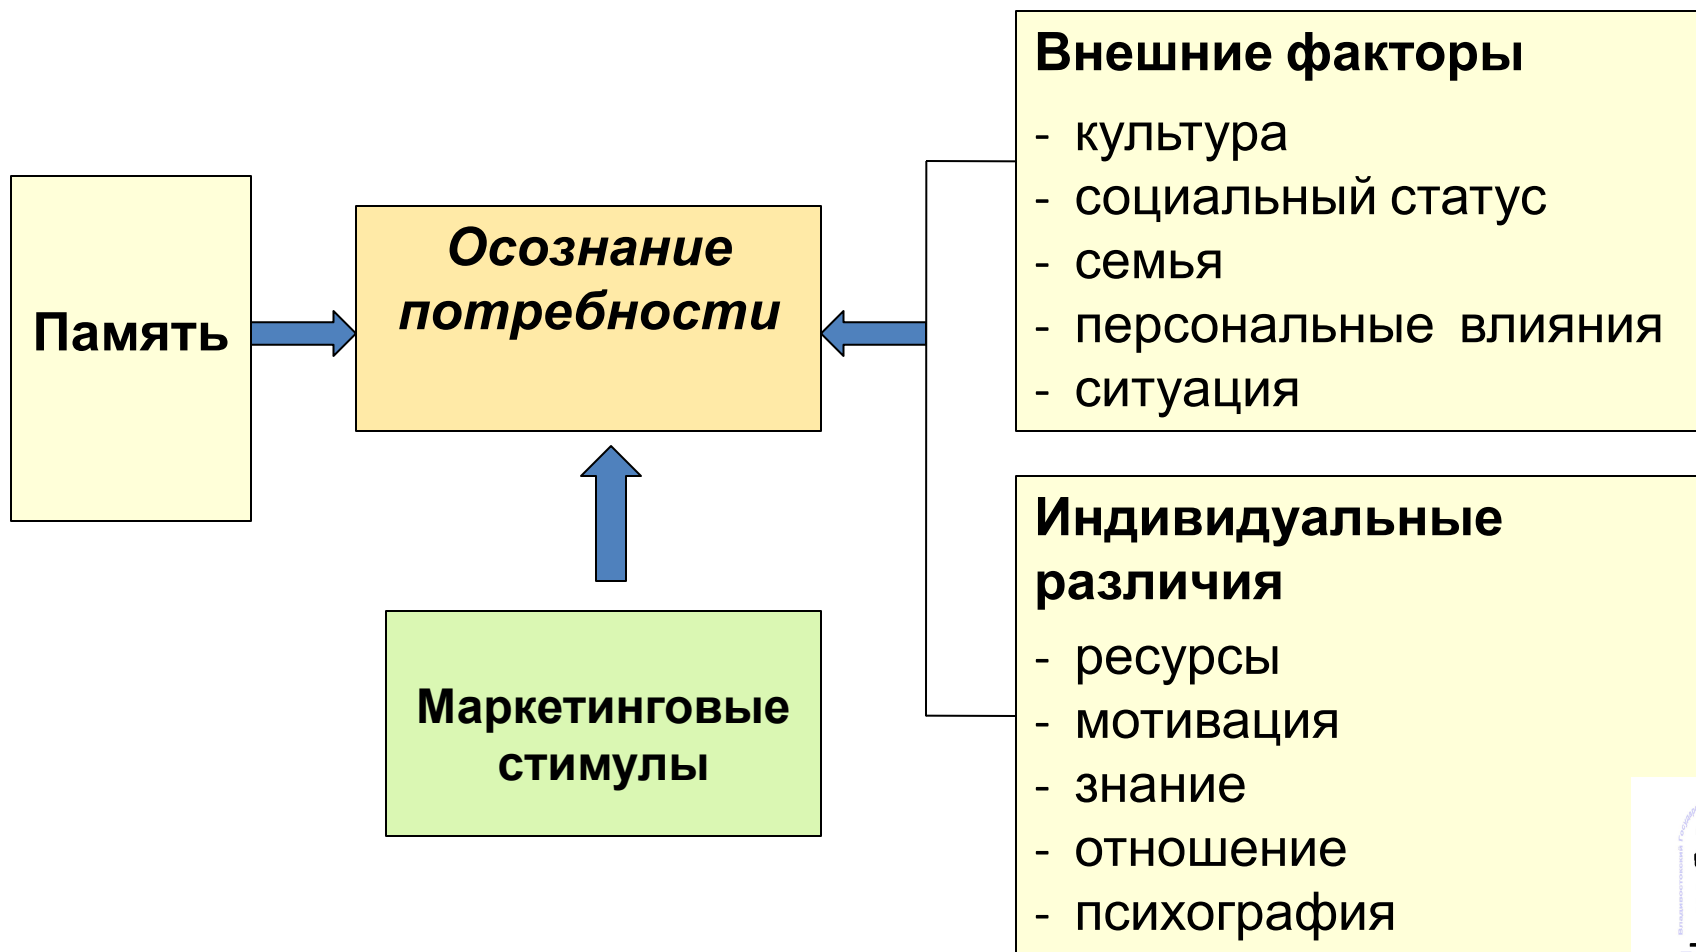 Память
Осознание
потребности
Маркетинговые
стимулы
Внешние факторы
- культура
- социальный статус
- семья
- персональные влияния
- ситуация
Индивидуальные
различия
- ресурсы
- мотивация
- знание
- отношение
- психография